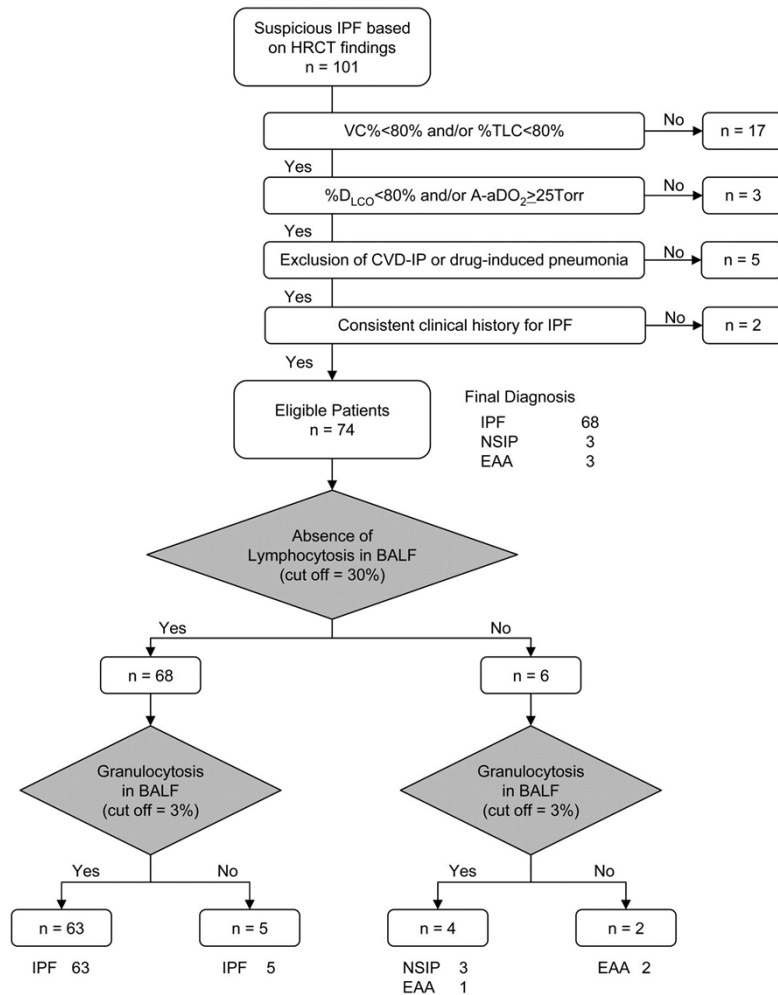 Suspicious IPF based
on HRCT findings
n = 101
VC%<80% and/or %TLC<80%
No
n = 17
Yes
%D_LCO<80% and/or A-aDO_2≥25Torr
No
n = 3
Yes
Exclusion of CVD-IP or drug-induced pneumonia
No
n = 5
Yes
Consistent clinical history for IPF
No
n = 2
Yes
Eligible Patients
n = 74
Final Diagnosis
IPF 68
NSIP 3
EAA 3
Absence of
Lymphocytosis in BALF
(cut off = 30%)
Yes
No
n = 68
n = 6
Granulocytosis
in BALF
(cut off = 3%)
Granulocytosis
in BALF
(cut off = 3%)
Yes
No
Yes
No
n = 63
n = 5
n = 4
n = 2
IPF 63
IPF 5
NSIP 3
EAA 1
EAA 2